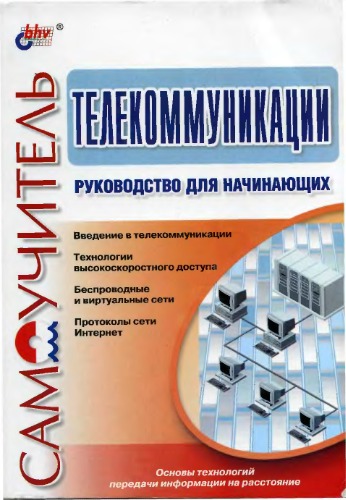 bhv®
САМОУЧИТЕЛЬ
ТЕЛЕКОММУНИКАЦИИ
РУКОВОДСТВО ДЛЯ НАЧИНАЮЩИХ
Введение в телекоммуникации
Технологии
высокоскоростного доступа
Беспроводные
и виртуальные сети
Протоколы сети
Интернет
Основы технологий
передачи информации на расстояние